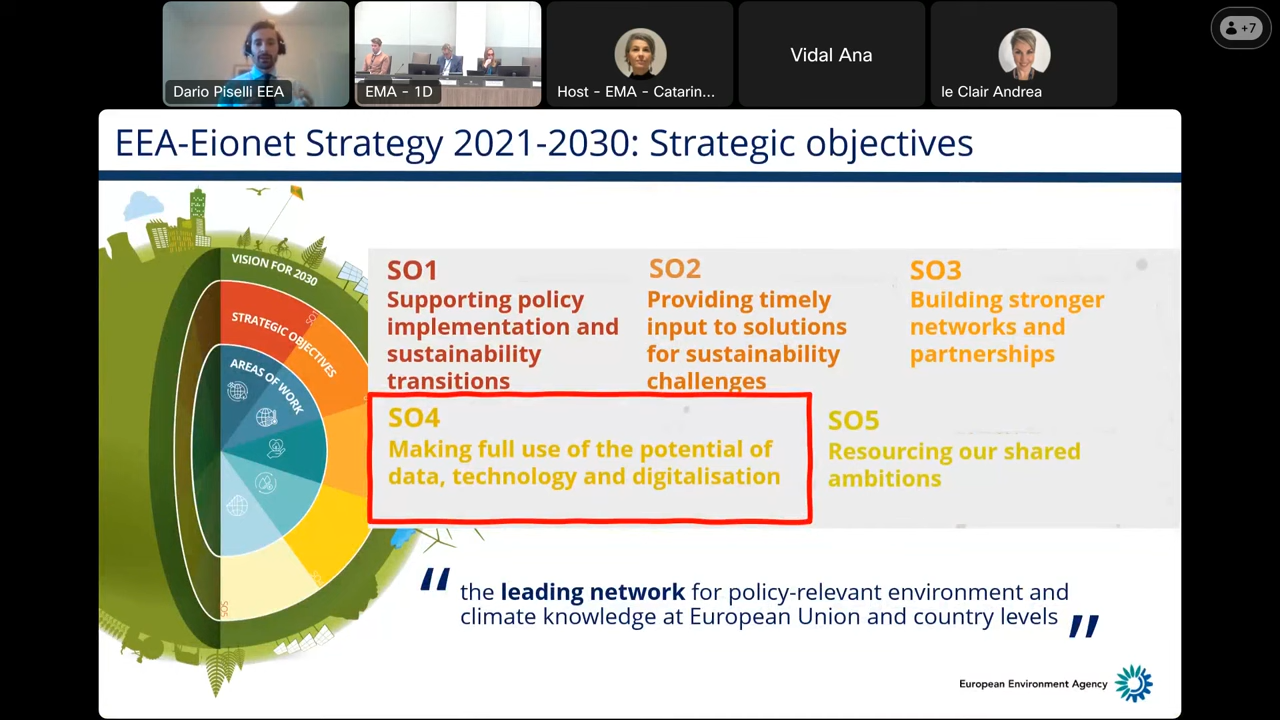 +7
Dario Piselli EEA
EMA - 1D
Host - EMA - Catarin...
Vidal Ana
le Clair Andrea
EEA-Eionet Strategy 2021-2030: Strategic objectives
VISION FOR 2030
STRATEGIC OBJECTIVES
AREAS OF WORK
SO1
Supporting policy
implementation and
sustainability
transitions
SO2
Providing timely
input to solutions
for sustainability
challenges
SO3
Building stronger
networks and
partnerships
SO4
Making full use of the potential of
data, technology and digitalisation
SO5
Resourcing our shared
ambitions
“ the leading network for policy-relevant environment and
climate knowledge at European Union and country levels ”
European Environment Agency